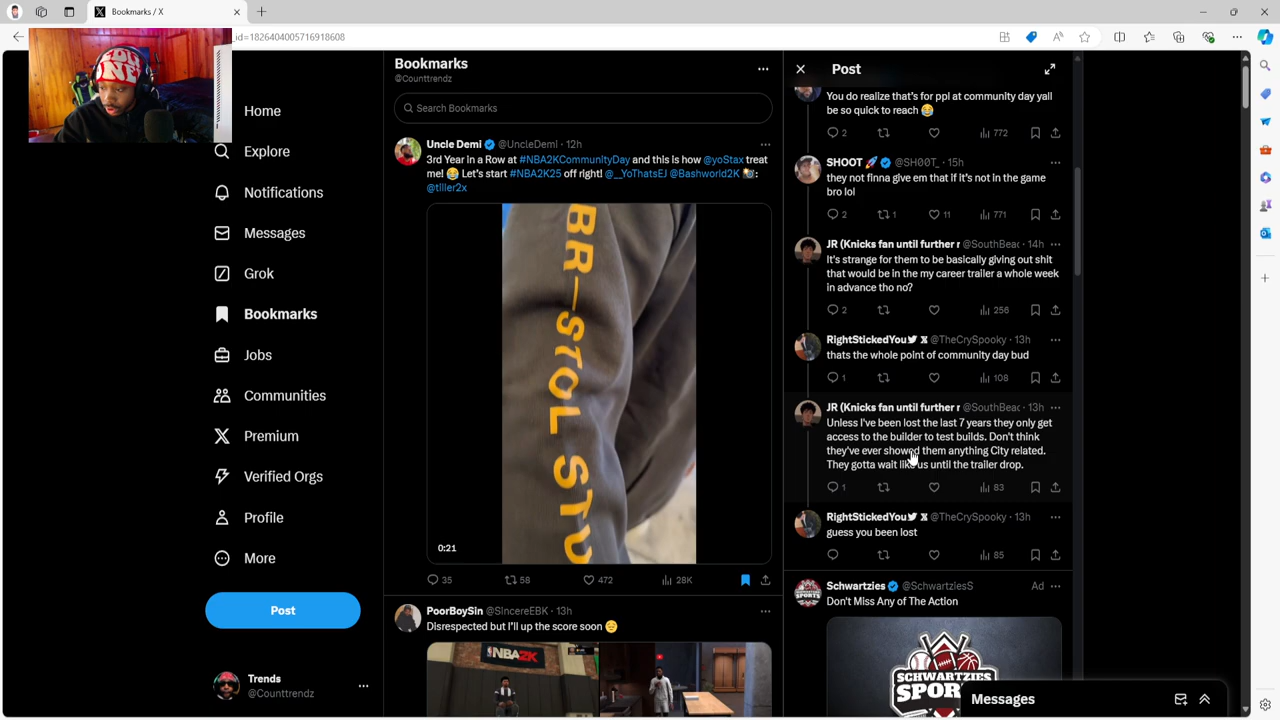 Bookmarks / X
id=1826404005716918608
Home
Explore
Notifications
Messages
Grok
Bookmarks
Jobs
Communities
Premium
Verified Orgs
Profile
More
Post
Trends
@Counttrendz
Bookmarks
@Counttrendz
Search Bookmarks
Uncle Demi @UncleDemi · 12h
3rd Year in a Row at #NBA2KCommunityDay and this is how @yoStax treat
me! 😂 Let's start #NBA2K25 off right! @__YoThatsEJ @Bashworld2K 📸:
@tiller2x
BR—STOL STU
0:21
35
58
472
28K
PoorBoySin @SincereEBK · 13h
Disrespected but I'll up the score soon 😔
NBA2K
Post
You do realize that's for ppl at community day yall
be so quick to reach 😂
2
772
SHOOT 🚀 @SH00T_ · 15h
they not finna give em that if it's not in the game
bro lol
2
1
11
771
JR (Knicks fan until further r @SouthBeac · 14h
It's strange for them to be basically giving out shit
that would be in the my career trailer a whole week
in advance tho no?
2
256
RightStickedYou @TheCrySpooky · 13h
thats the whole point of community day bud
1
108
JR (Knicks fan until further r @SouthBeac · 13h
Unless I've been lost the last 7 years they only get
access to the builder to test builds. Don't think
they've ever showed them anything City related.
They gotta wait like us until the trailer drop.
1
83
RightStickedYou @TheCrySpooky · 13h
guess you been lost
85
Schwartzies @SchwartziesS Ad
Don't Miss Any of The Action
SCHWARTZIES
SPOR
Messages